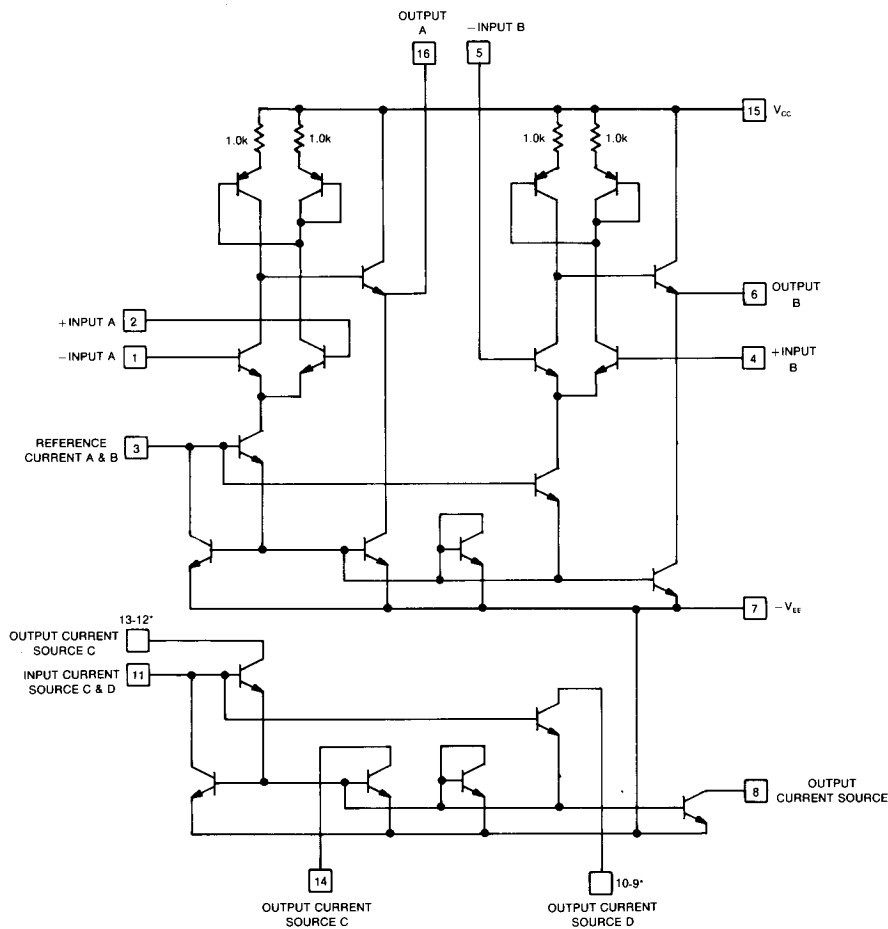 OUTPUT
A
−INPUT B
16
5
15
V_CC
1.0k
1.0k
1.0k
1.0k
6
OUTPUT
B
+INPUT A
2
−INPUT A
1
4
+INPUT
B
REFERENCE
CURRENT A & B
3
7
−V_EE
13-12*
OUTPUT CURRENT
SOURCE C
INPUT CURRENT
SOURCE C & D
11
8
OUTPUT
CURRENT SOURCE
14
10-9*
OUTPUT CURRENT
SOURCE C
OUTPUT CURRENT
SOURCE D